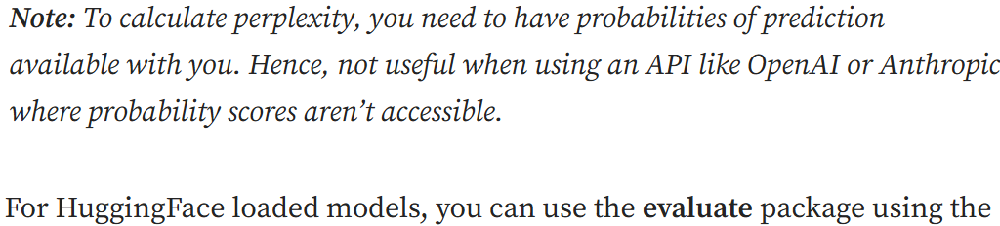 Note: To calculate perplexity, you need to have probabilities of prediction
available with you. Hence, not useful when using an API like OpenAI or Anthropic
where probability scores aren’t accessible.
For HuggingFace loaded models, you can use the evaluate package using the